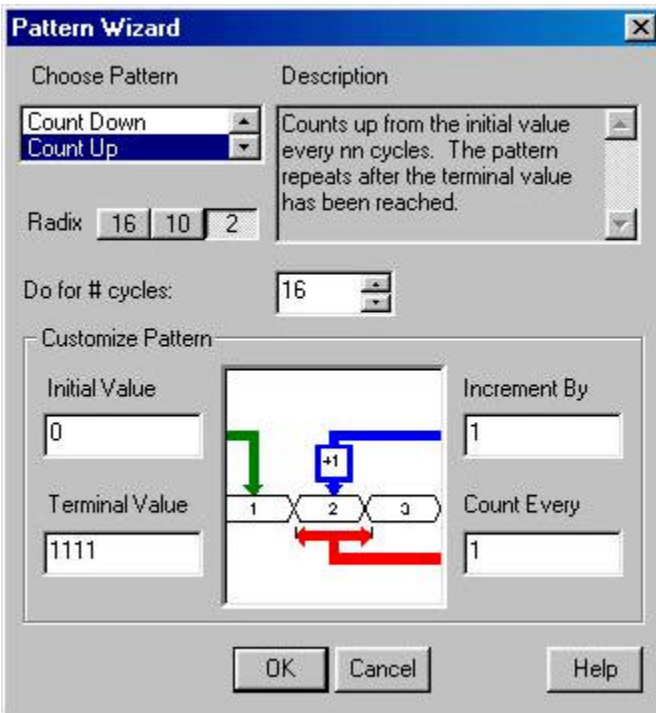 Pattern Wizard
Choose Pattern
Description
Count Down
Count Up
Counts up from the initial value
every nn cycles. The pattern
repeats after the terminal value
has been reached.
Radix 16 10 2
Do for # cycles: 16
Customize Pattern
Initial Value
0
Terminal Value
1111
+1
1 2 3
Increment By
1
Count Every
1
OK Cancel Help